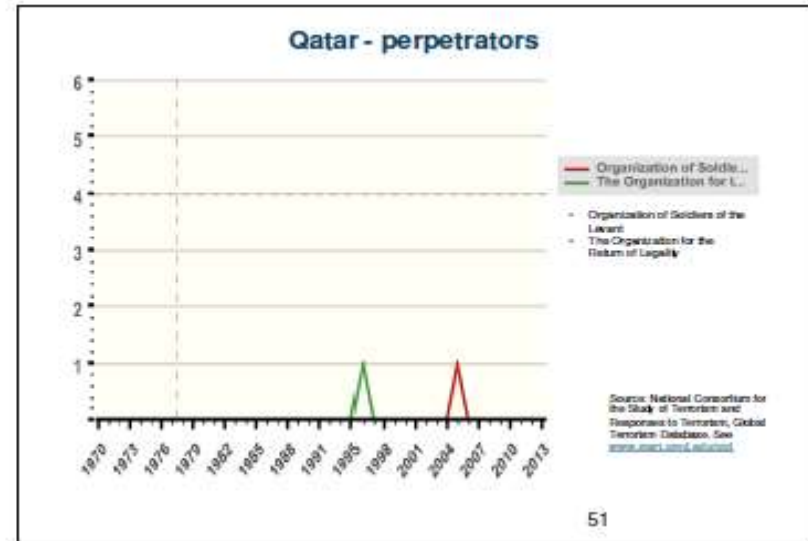 Qatar - perpetrators
6
5
4
3
2
1
1970
1973
1976
1979
1982
1985
1988
1991
1995
1998
2001
2004
2007
2010
2013
Organization of Soldie...
The Organization for L..
- Organization of Soldiers of the
Levant
- The Organization for the
Return of Legality
Source: National Consortium for
the Study of Terrorism and
Responses to Terrorism, Global
Terrorism Database. See
51